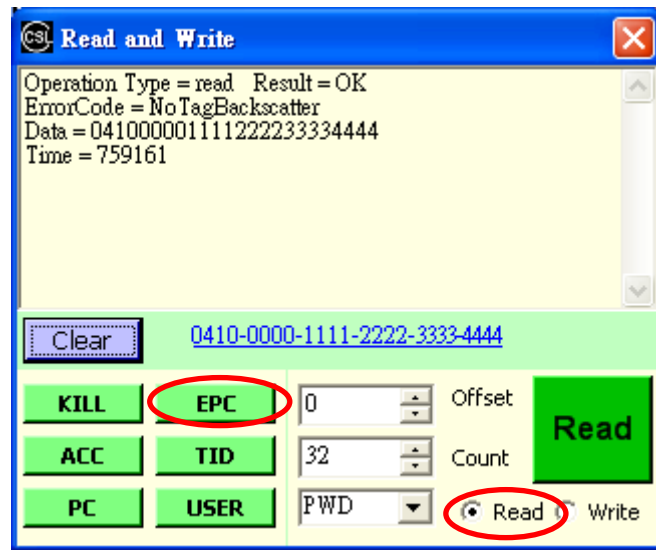 CSL Read and Write
Operation Type = read Result = OK
ErrorCode = NoTagBackscatter
Data = 041000001111222233334444
Time = 759161
Clear 0410-0000-1111-2222-3333-4444
KILL EPC 0 Offset
Read
ACC TID 32 Count
PC USER PWD Read Write